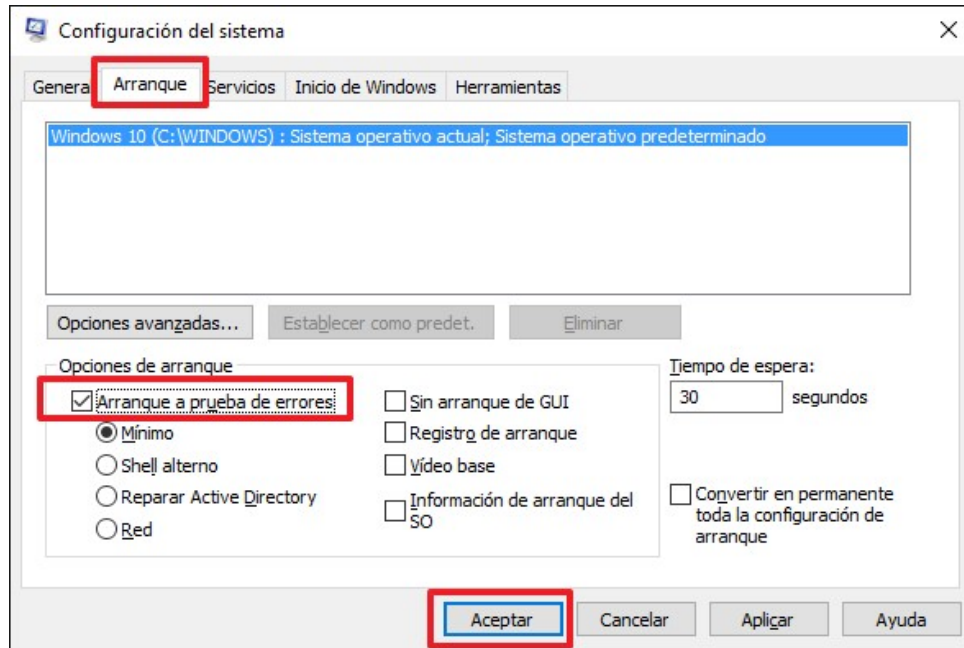 Configuración del sistema
Genera Arranque Servicios Inicio de Windows Herramientas
Windows 10 (C:\WINDOWS) : Sistema operativo actual; Sistema operativo predeterminado
Opciones avanzadas... Establecer como predet. Eliminar
Opciones de arranque
Arranque a prueba de errores
Mínimo
Shell alterno
Reparar Active Directory
Red
Sin arranque de GUI
Registro de arranque
Vídeo base
Información de arranque del
SO
Tiempo de espera:
30 segundos
Convertir en permanente
toda la configuración de
arranque
Aceptar Cancelar Aplicar Ayuda